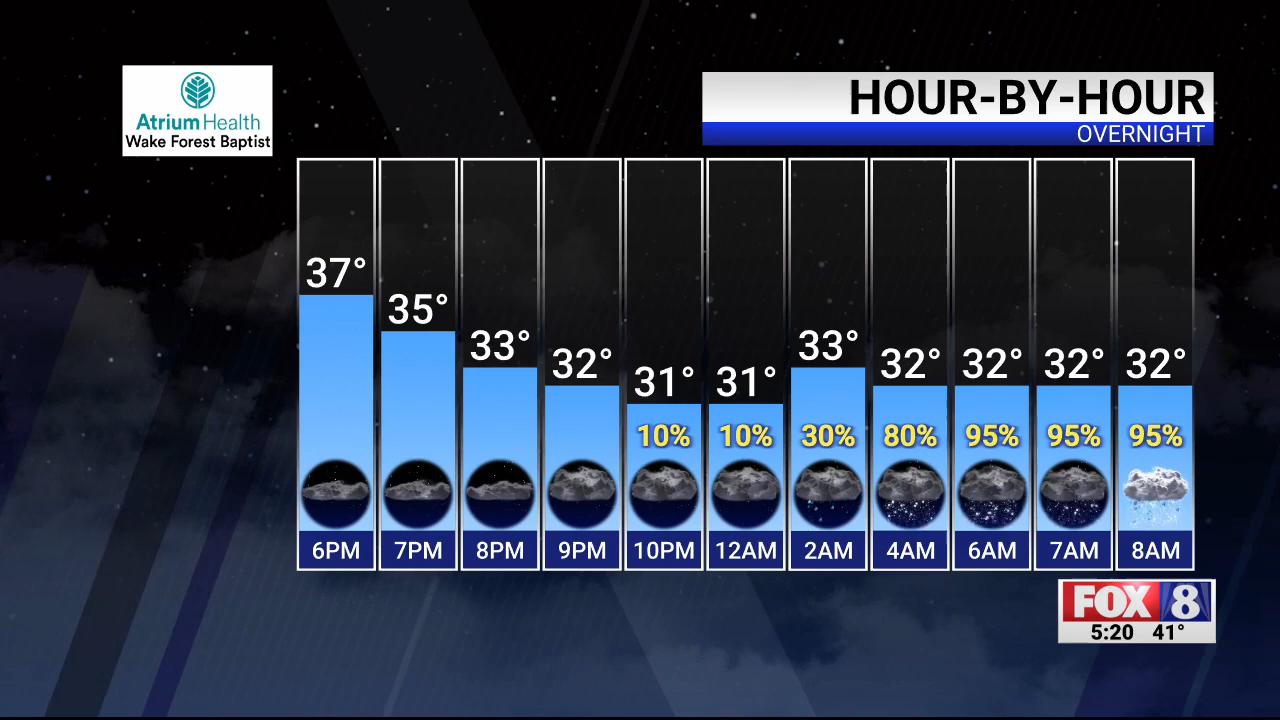 Atrium Health
Wake Forest Baptist
HOUR-BY-HOUR
OVERNIGHT
37° 35° 33° 32° 31° 31° 33° 32° 32° 32° 32°
10% 10% 30% 80% 95% 95% 95%
6PM 7PM 8PM 9PM 10PM 12AM 2AM 4AM 6AM 7AM 8AM
FOX 8
5:20 41°